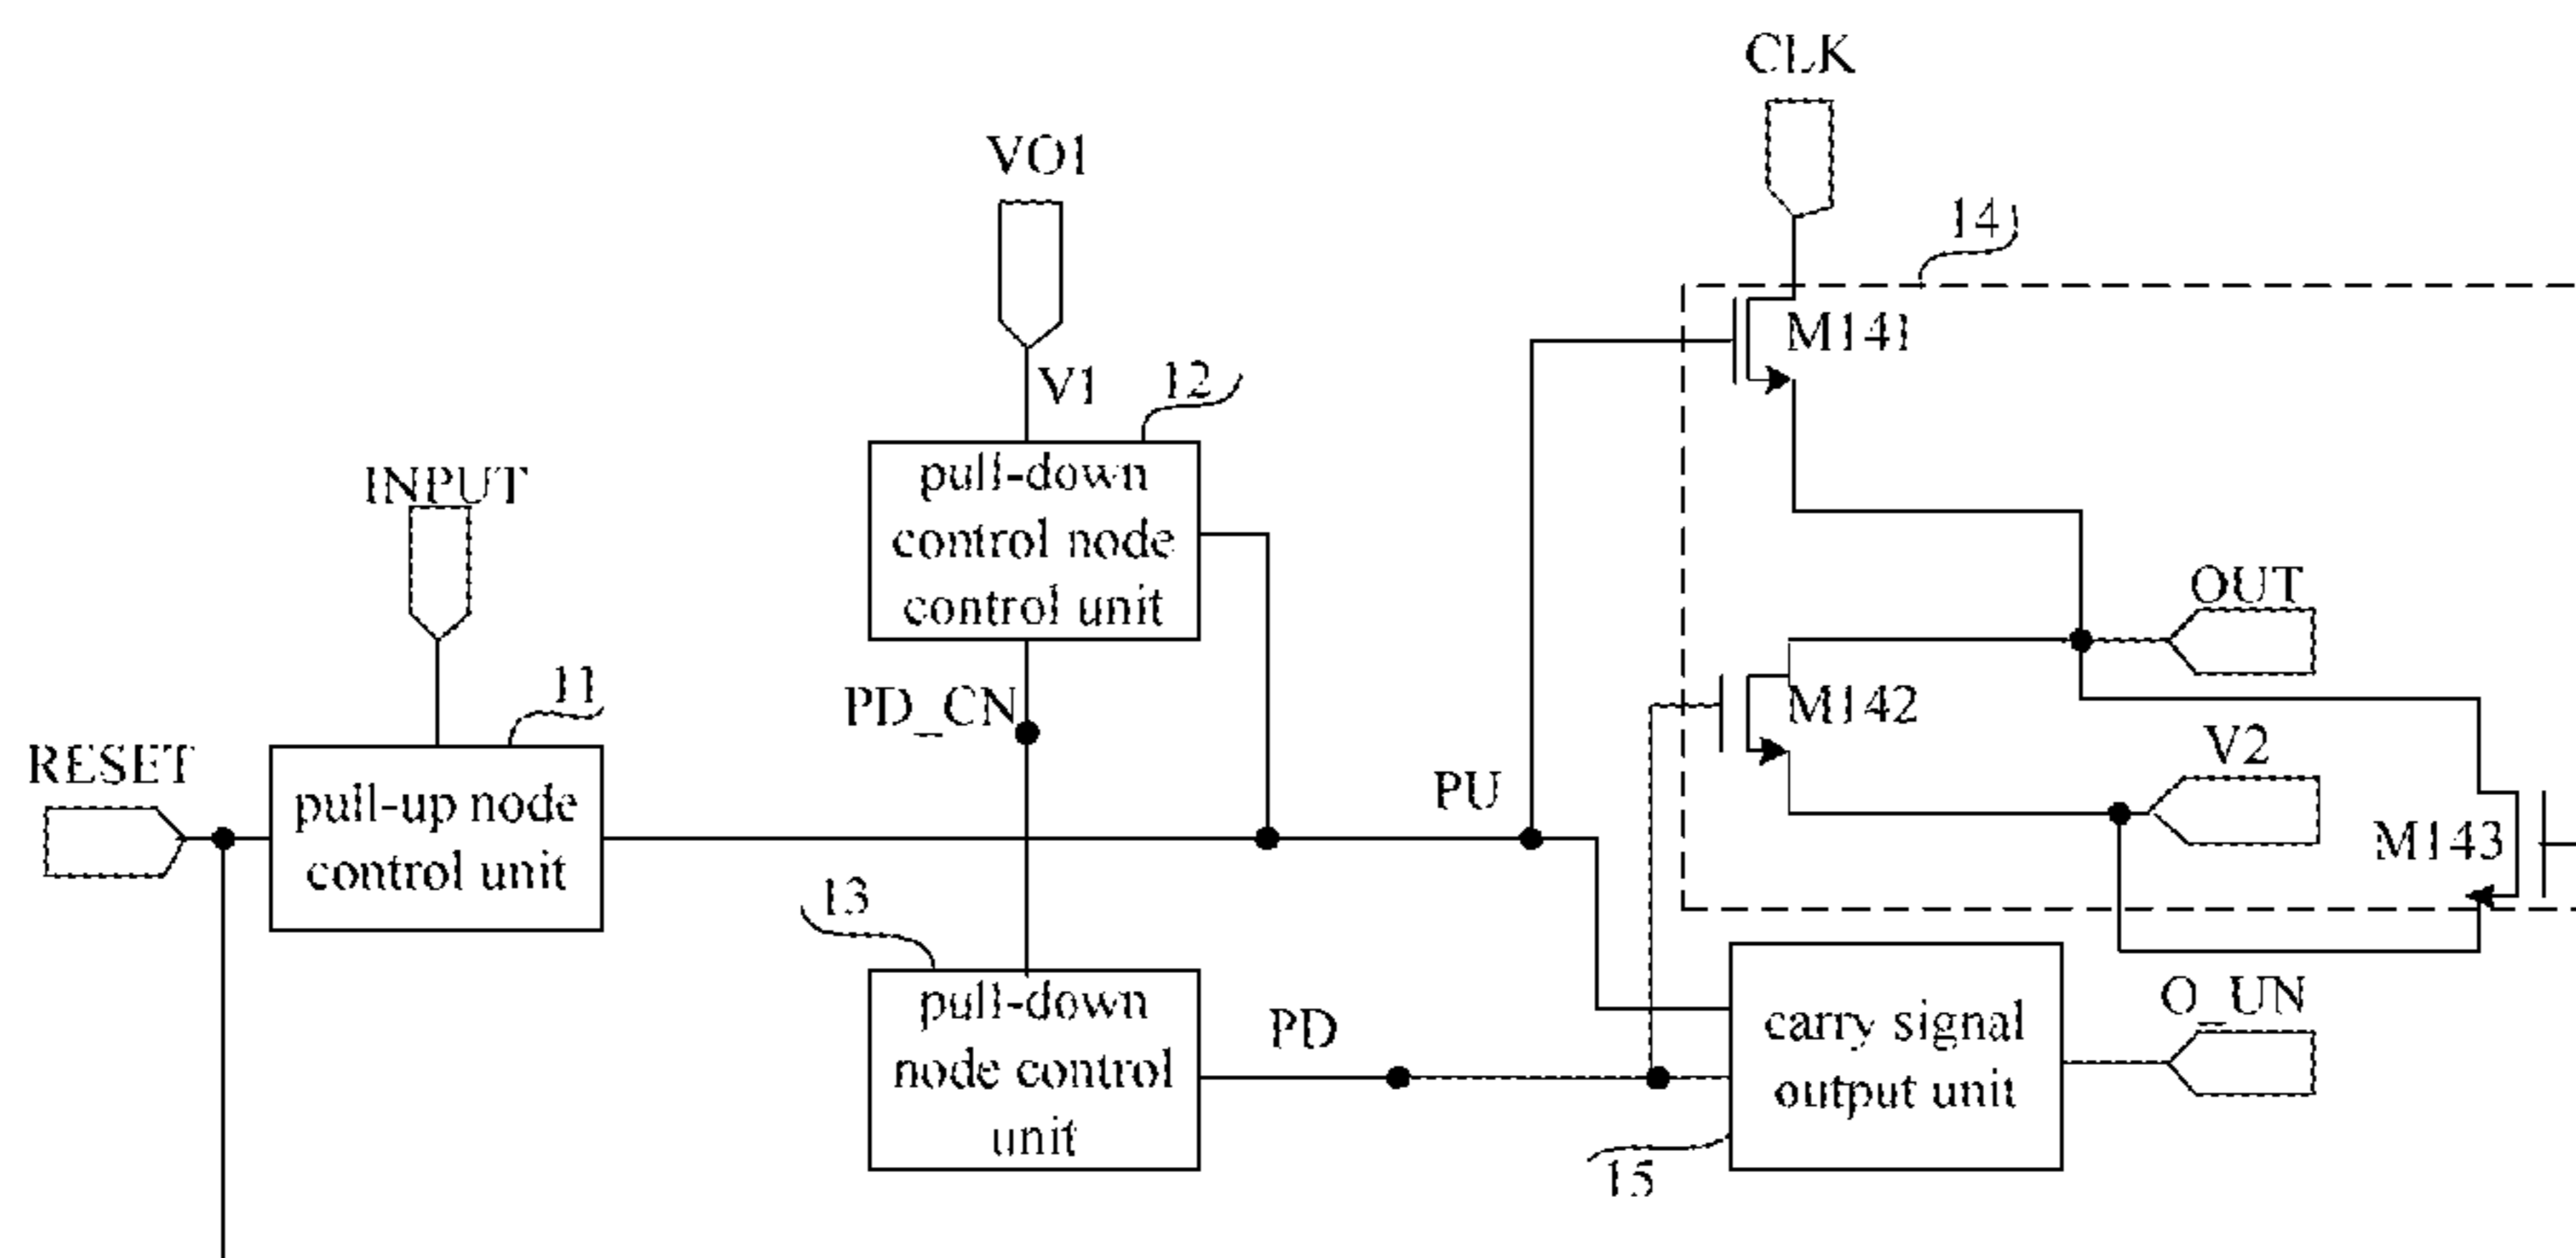 CLK
VO1
14
M141
V1
12
pull-down
control node
control unit
INPUT
OUT
11
PD_CN
M142
V2
RESET
pull-up node
control unit
PU
M143
13
pull-down
node control
unit
PD
carry signal
output unit
O_UN
15